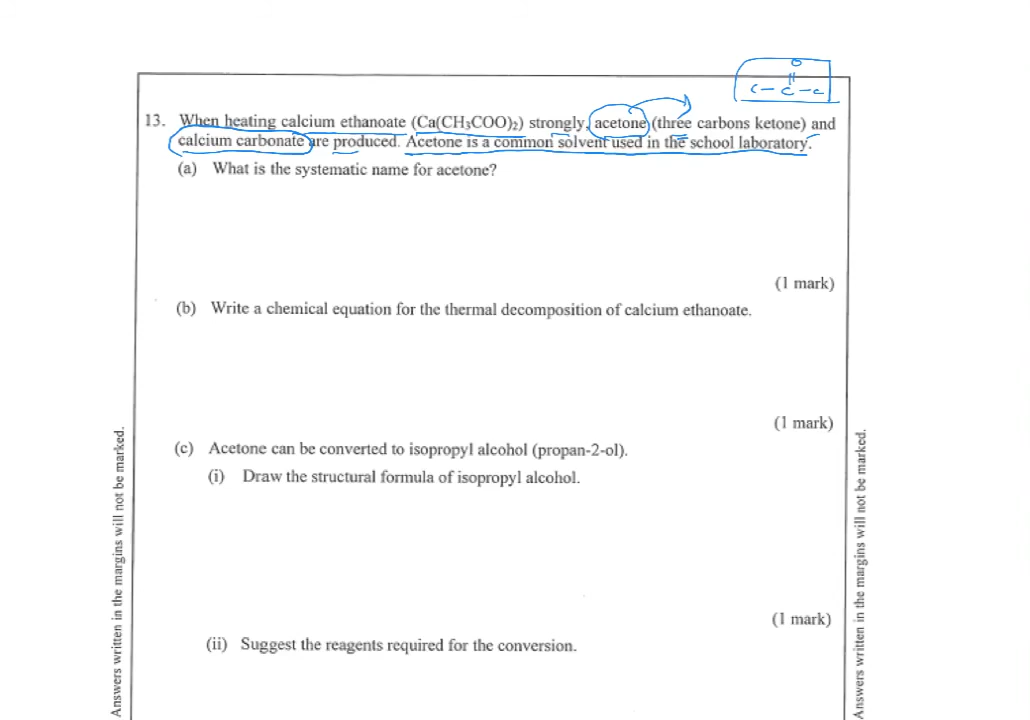 O
||
C – C – C
13. When heating calcium ethanoate (Ca(CH₃COO)₂) strongly, acetone (three carbons ketone) and
calcium carbonate are produced. Acetone is a common solvent used in the school laboratory.
(a) What is the systematic name for acetone?
(1 mark)
(b) Write a chemical equation for the thermal decomposition of calcium ethanoate.
(1 mark)
(c) Acetone can be converted to isopropyl alcohol (propan-2-ol).
(i) Draw the structural formula of isopropyl alcohol.
(1 mark)
(ii) Suggest the reagents required for the conversion.
Answers written in the margins will not be marked.
Answers written in the margins will not be marked.